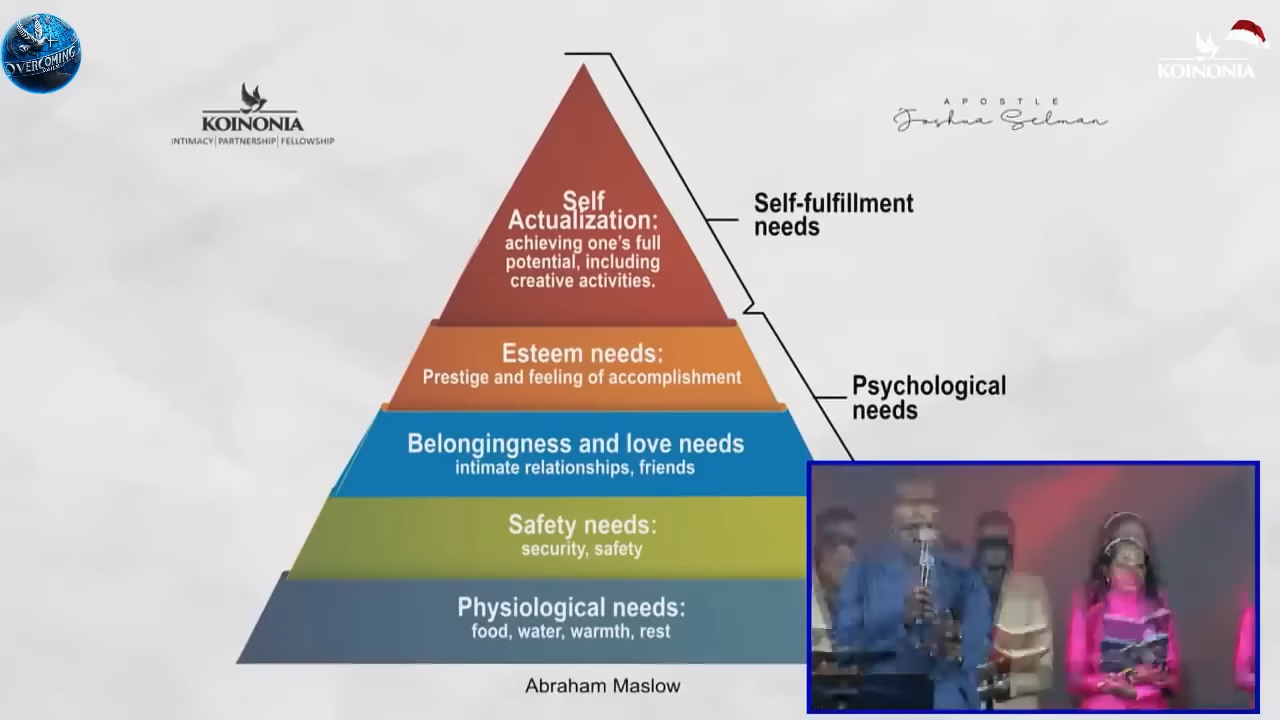 OVERCOMING
KOINONIA
INTIMACY|PARTNERSHIP|FELLOWSHIP
APOSTLE
Joshua Selman
KOINONIA
Self
Actualization:
achieving one's full
potential, including
creative activities.
Self-fulfillment
needs
Esteem needs:
Prestige and feeling of accomplishment
Psychological
needs
Belongingness and love needs
intimate relationships, friends
Safety needs:
security, safety
Physiological needs:
food, water, warmth, rest
Abraham Maslow